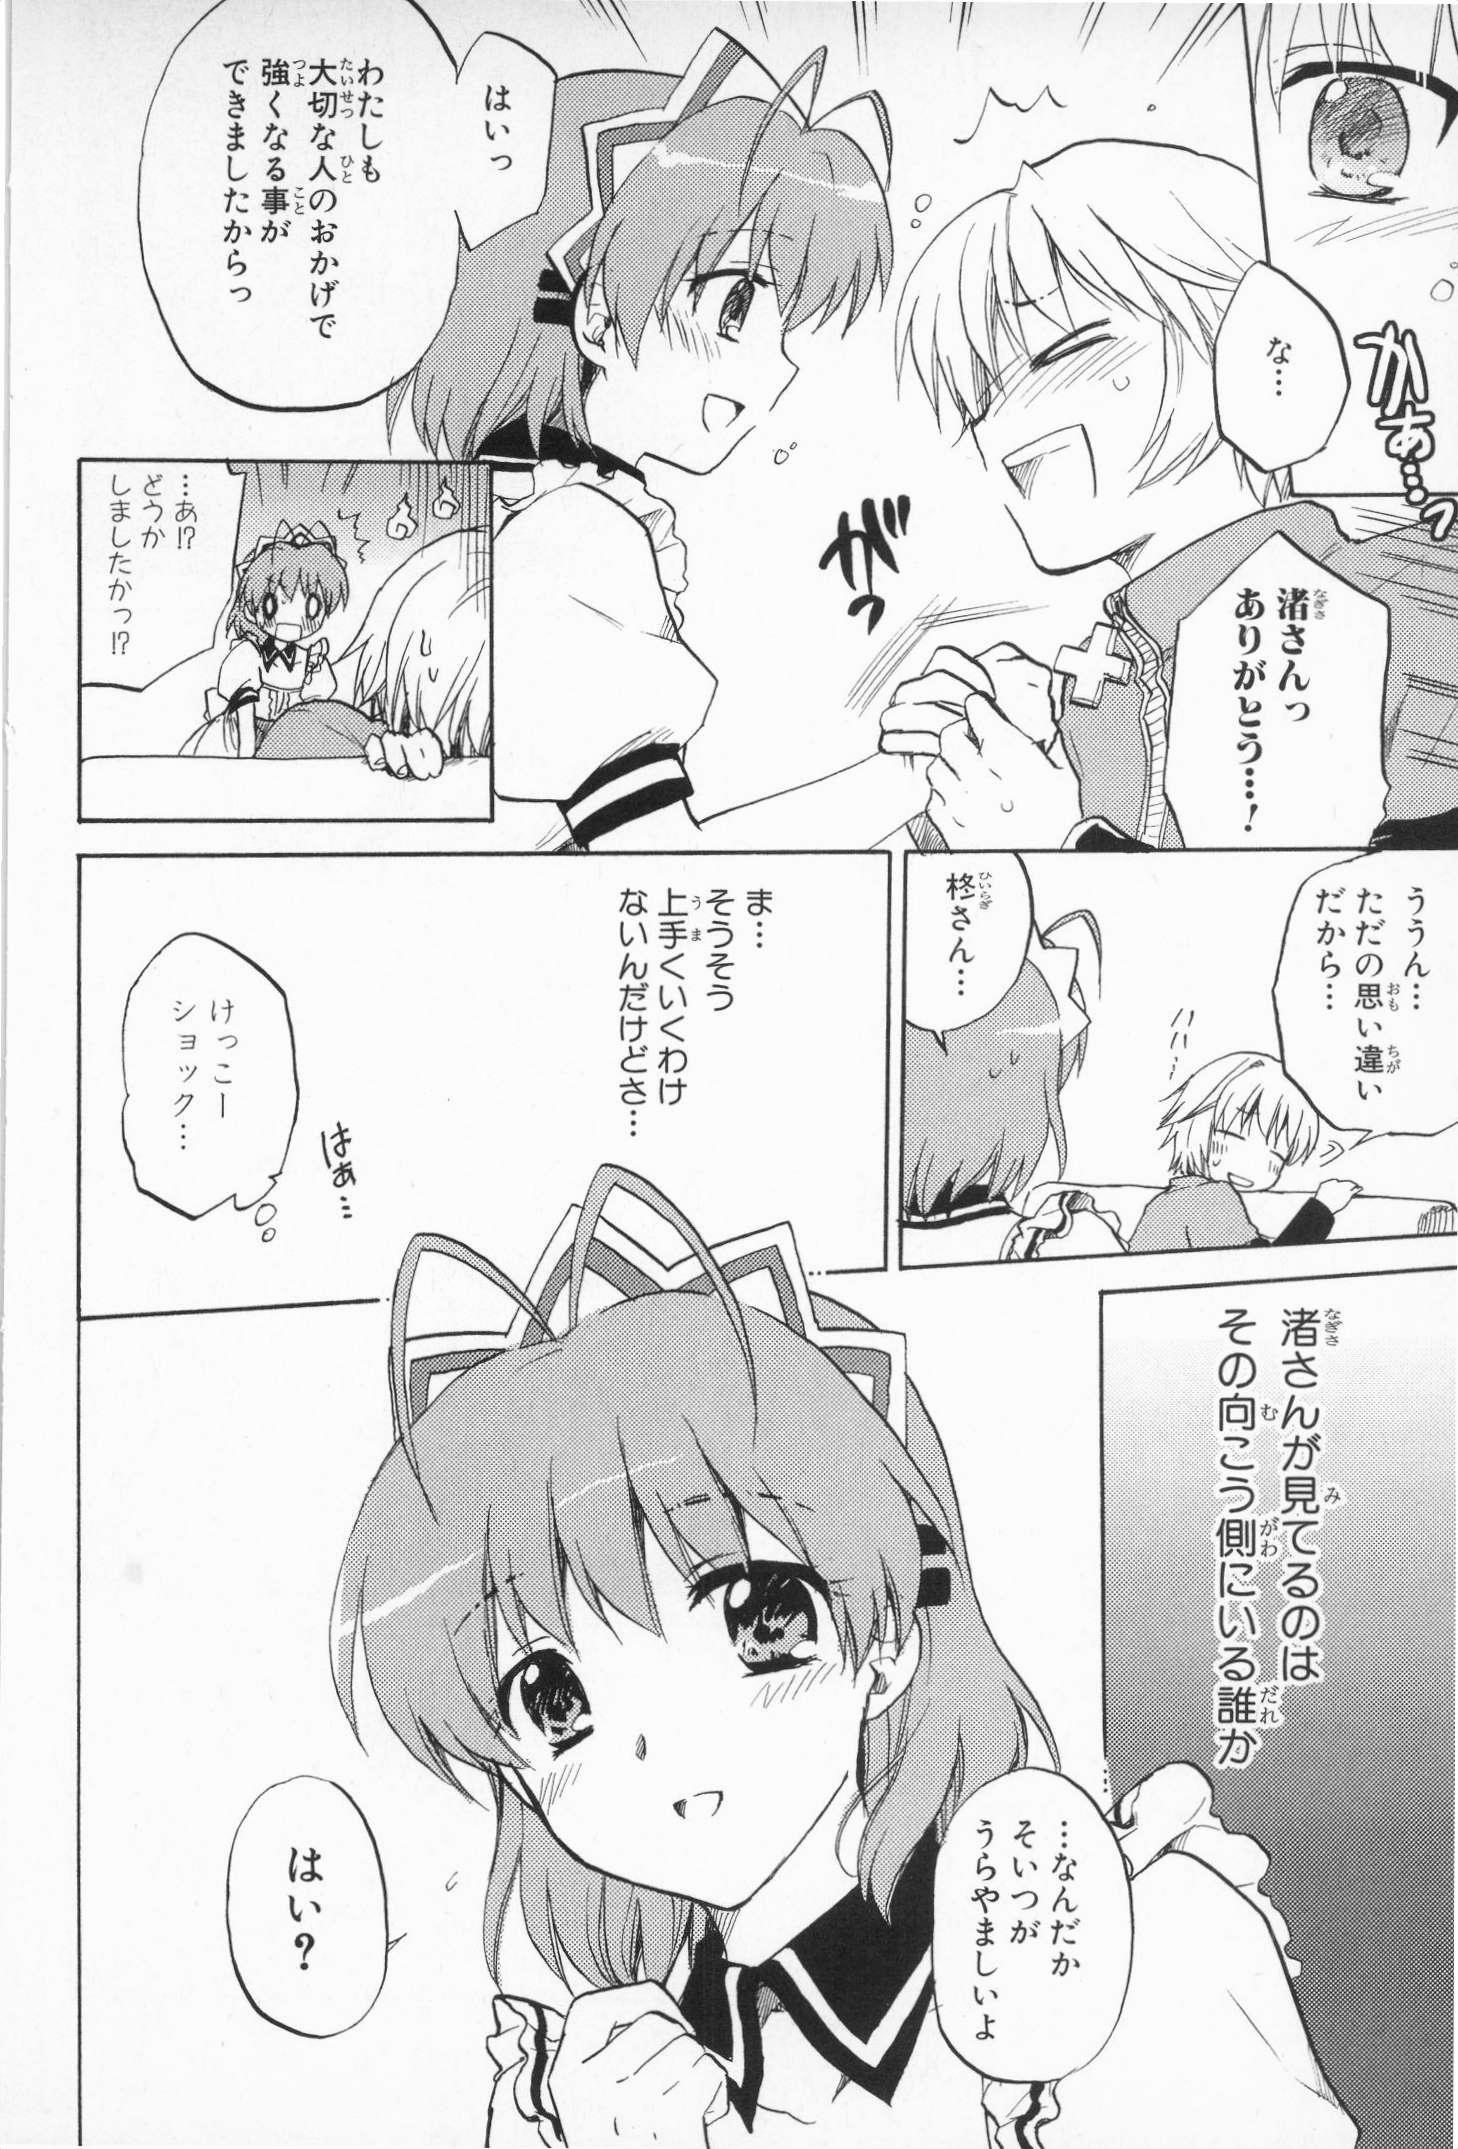 かぁ…っ
な…
渚さんっ
ありがとう…!
がっ
はいっ
わたしも
大切な人のおかげで
強くなる事が
できましたからっ
…あ!?
どうか
しましたかっ!?
ううん…
ただの思い違い
だから…
柊さん…
ま…
そうそう
上手くいくわけ
ないんだけどさ…
はぁ…
けっこー
ショック…
渚さんが見てるのは
その向こう側にいる誰か
…なんだか
そいつが
うらやましいよ
はい?